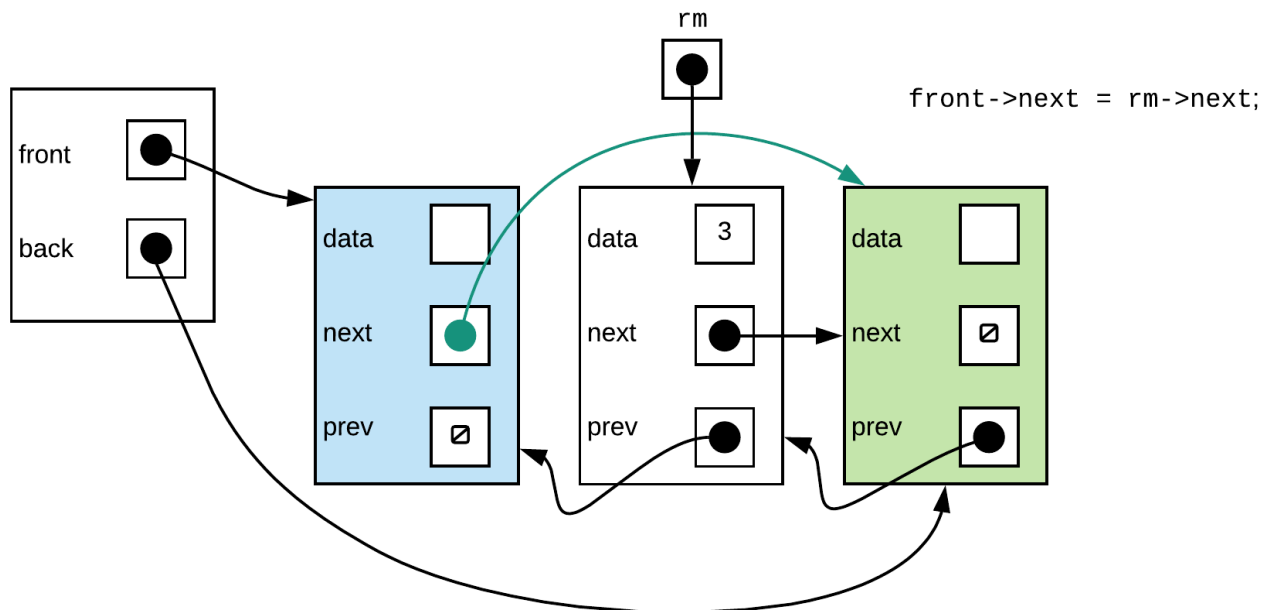 rm
front->next = rm->next;
front
back
data
next
prev
data 3
next
prev
data
next
prev